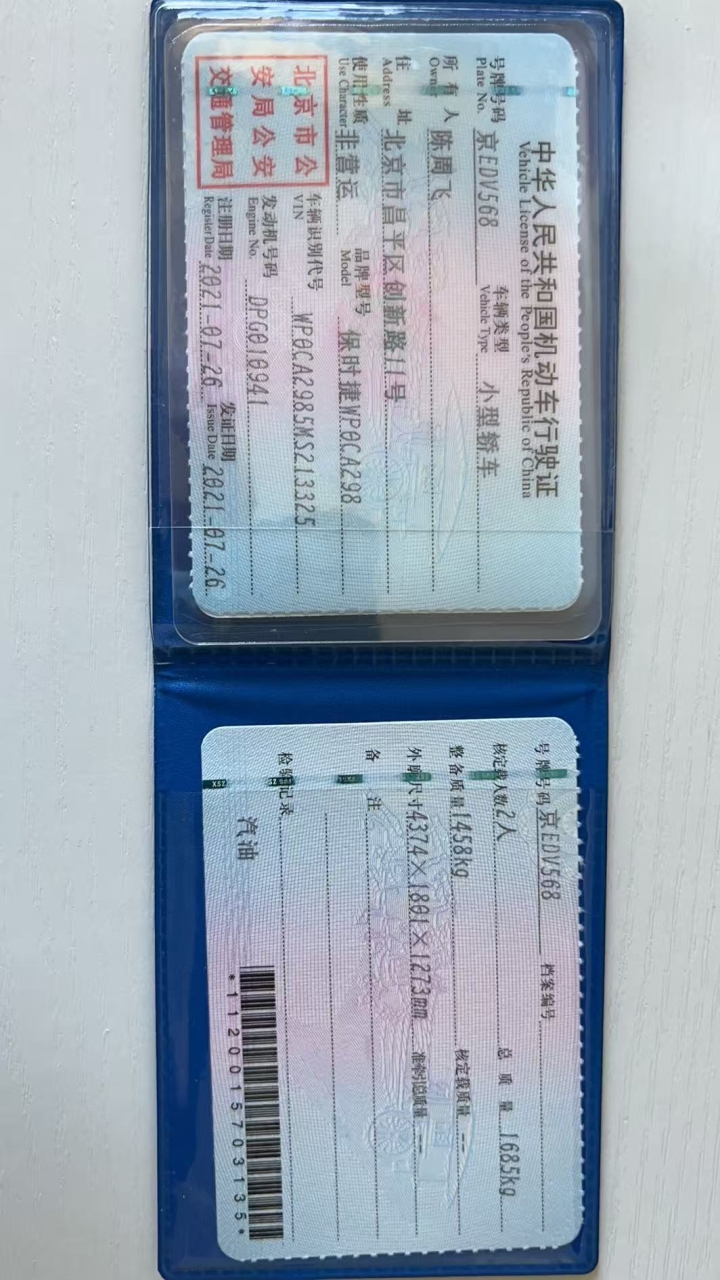 中华人民共和国机动车行驶证
Vehicle License of the People's Republic of China
号牌号码 京EDV568 车辆类型 小型轿车
Plate No. Vehicle Type
所有人 陈周飞
Owner
住址 北京市昌平区创新路11号
Address
使用性质 非营运 品牌型号 保时捷WP0CA298
Use Character Model
北京市公
安局公安
交通管理局
车辆识别代号 WP0CA2985MS213325
VIN
发动机号码 DPG010941
Engine No.
注册日期 2021-07-26 发证日期 2021-07-26
Register Date Issue Date
号牌号码 京EDV568 档案编号
核定载人数 2人 总质量 1685kg
整备质量 1458kg 核定载质量 --
外廓尺寸 4374×1801×1273mm 准牵引总质量 --
备注
检验记录
汽油
*1120015703135*